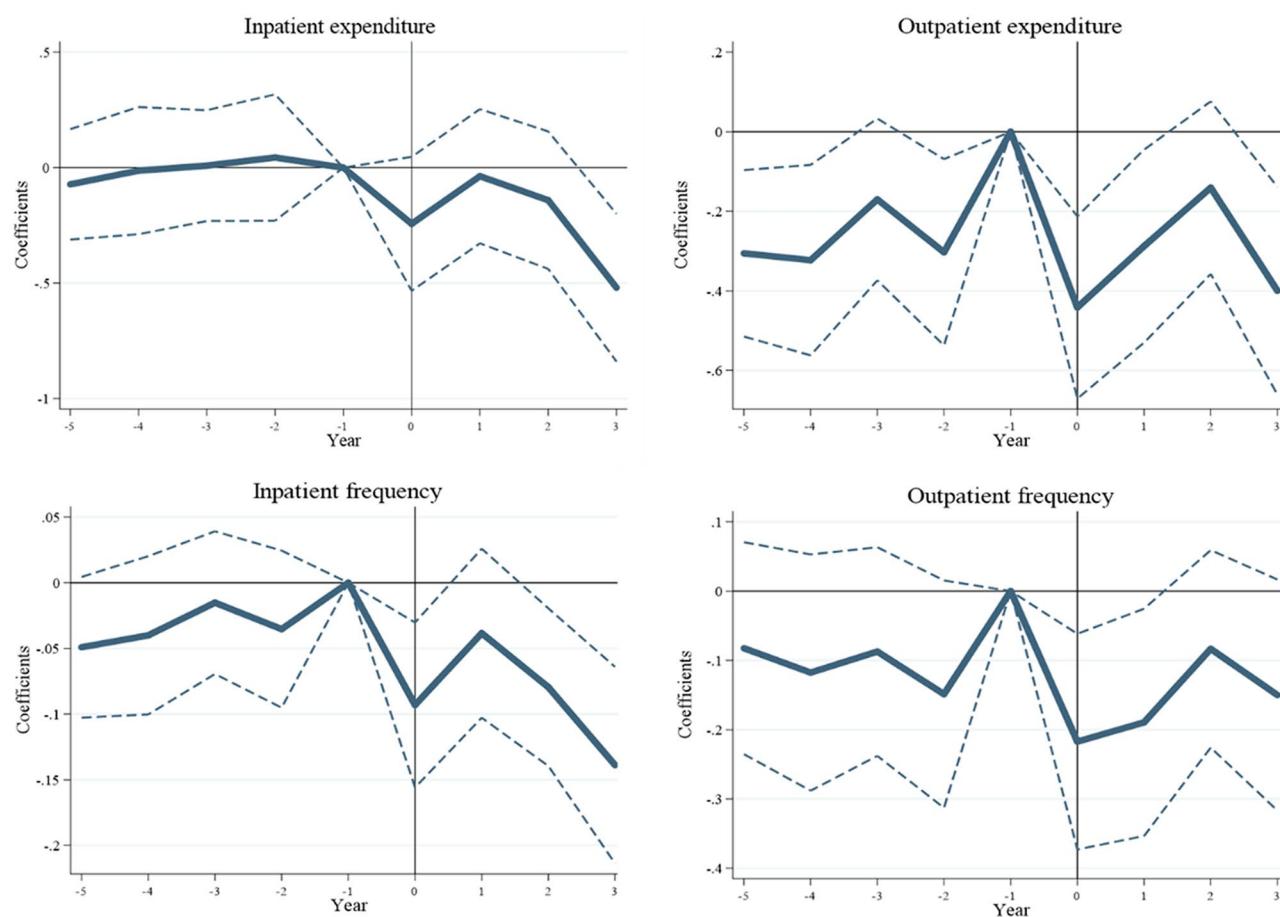 Inpatient expenditure
.5
0
-.5
-1
Coefficients
-5 -4 -3 -2 -1 0 1 2 3
Year
Outpatient expenditure
.2
0
-.2
-.4
-.6
Coefficients
-5 -4 -3 -2 -1 0 1 2 3
Year
Inpatient frequency
.05
0
-.05
-.1
-.15
-.2
Coefficients
-5 -4 -3 -2 -1 0 1 2 3
Year
Outpatient frequency
.1
0
-.1
-.2
-.3
-.4
Coefficients
-5 -4 -3 -2 -1 0 1 2 3
Year